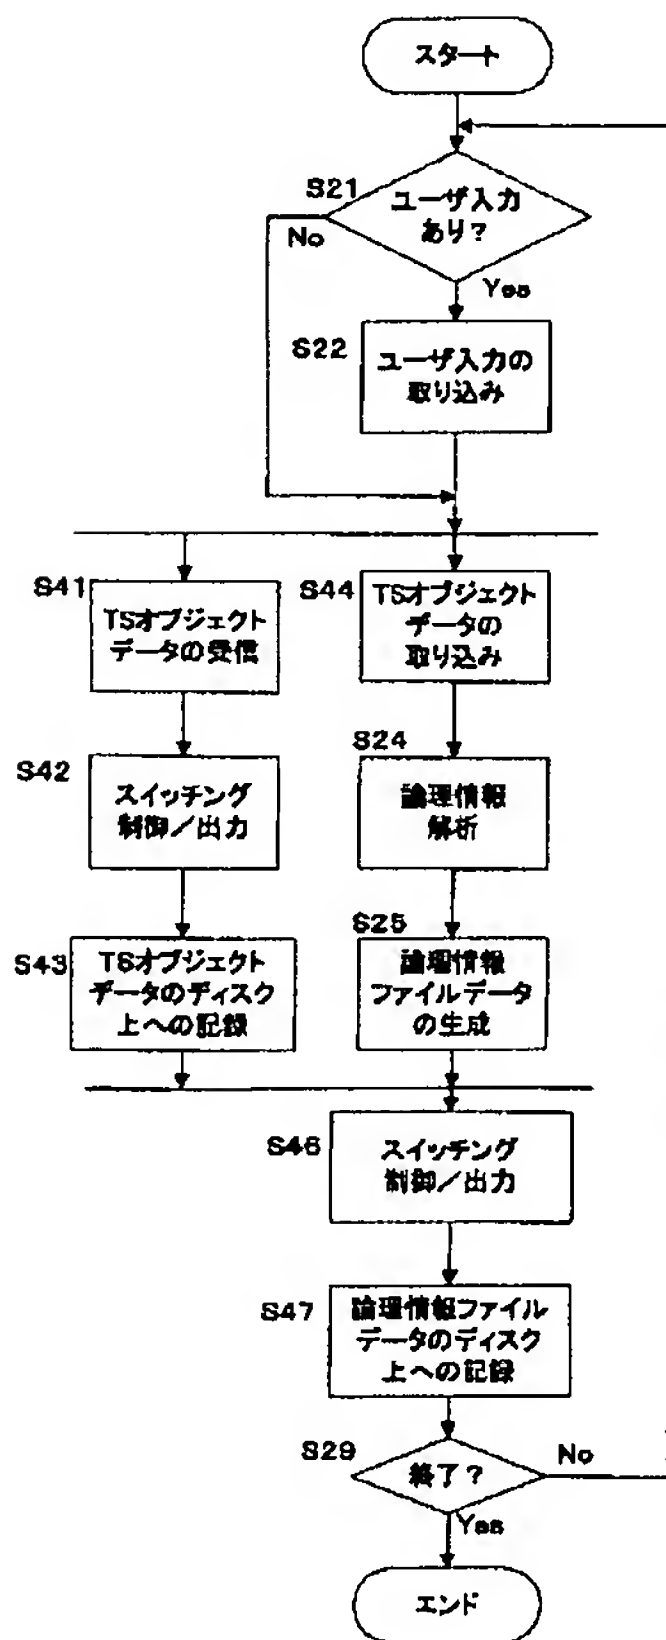 スタート
S21
ユーザ入力
あり?
No
Yes
S22
ユーザ入力の
取り込み
S41
TSオブジェクト
データの受信
S44
TSオブジェクト
データの
取り込み
S42
スイッチング
制御/出力
S24
論理情報
解析
S43
TSオブジェクト
データのディスク
上への記録
S25
論理情報
ファイルデータ
の生成
S46
スイッチング
制御/出力
S47
論理情報ファイル
データのディスク
上への記録
S29
終了?
No
Yes
エンド